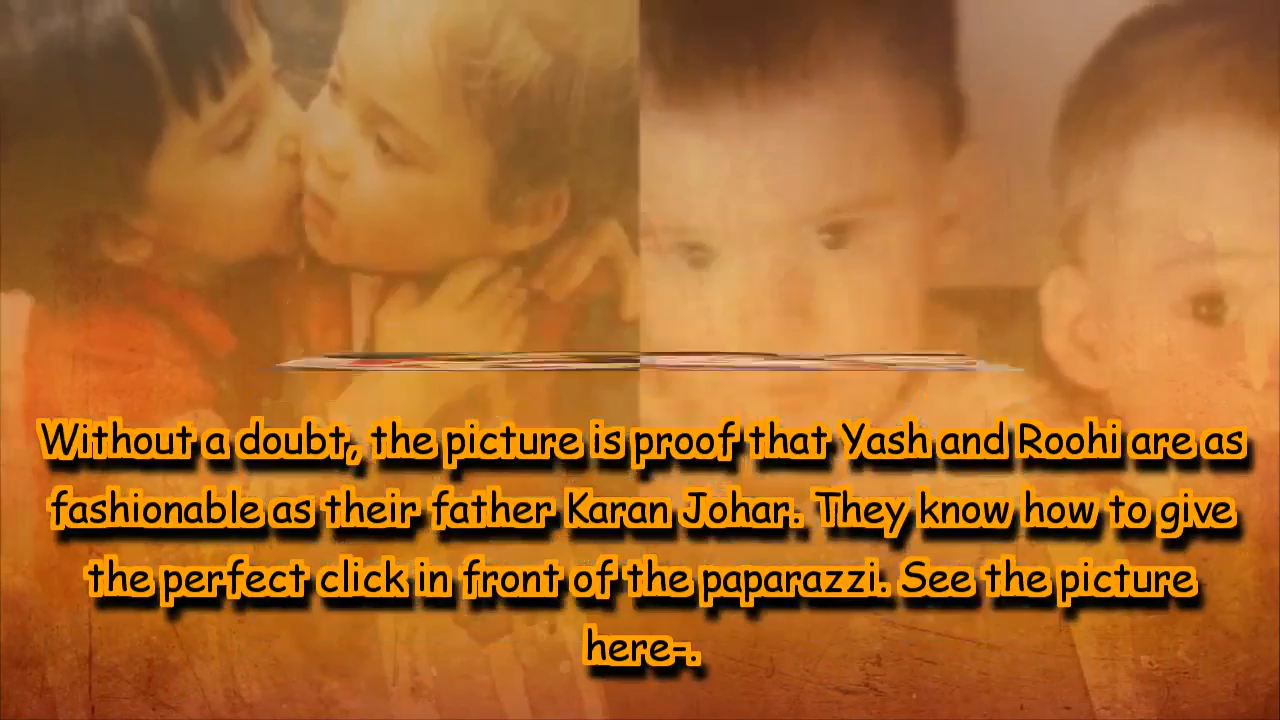 Without a doubt, the picture is proof that Yash and Roohi are as
fashionable as their father Karan Johar. They know how to give
the perfect click in front of the paparazzi. See the picture
here-.